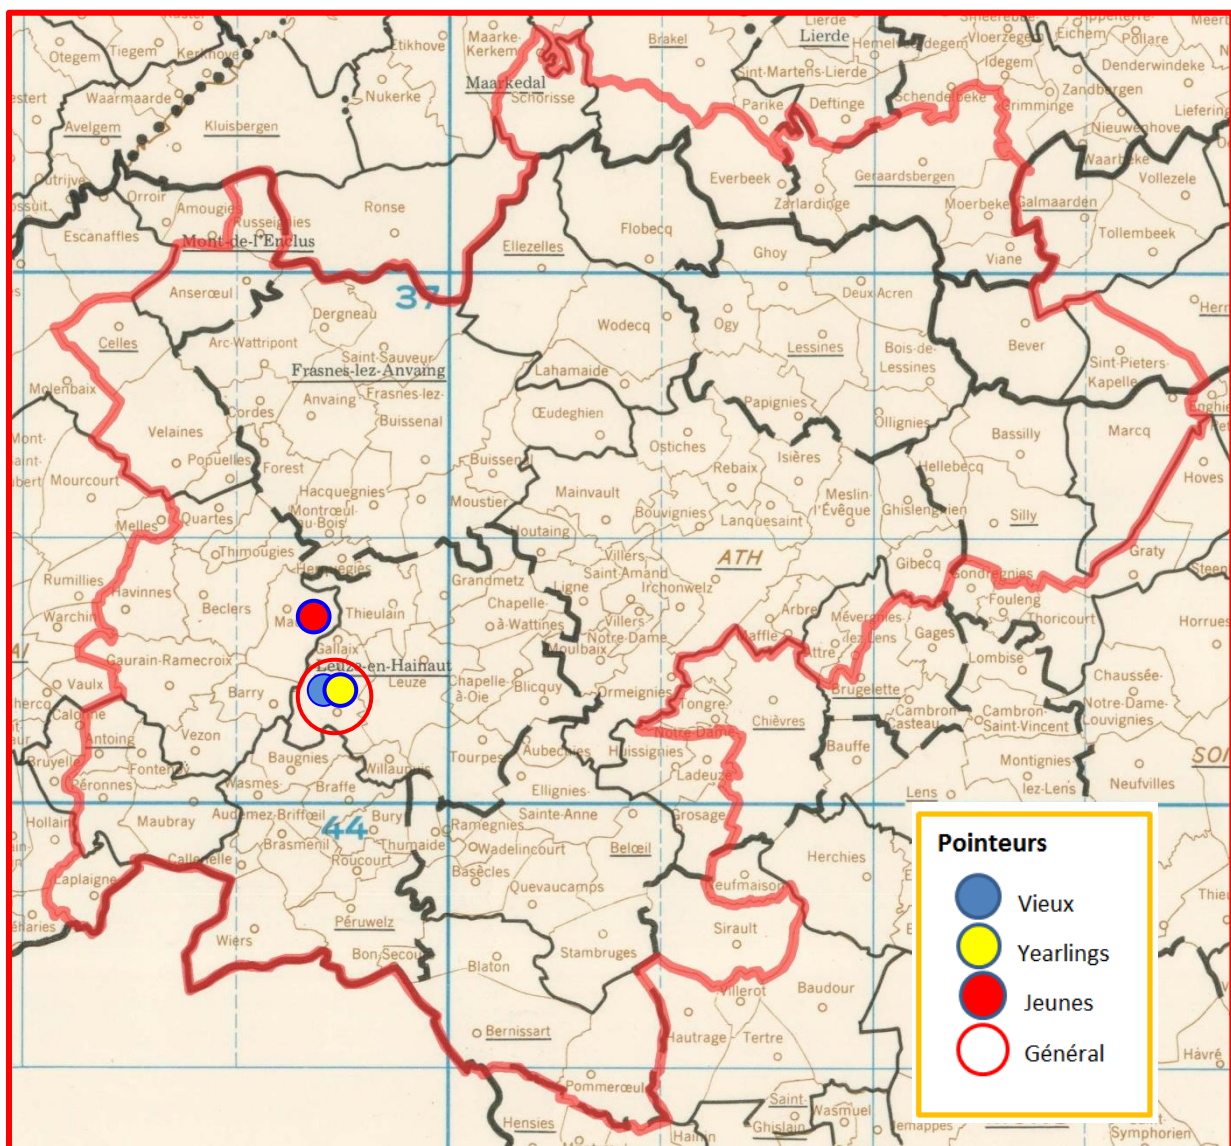 Kerkhove
Tiegem
Otegem
Etikhove
Maarke-
Kerkem
Brakel
Lierde
Lierde
Hemelveerdegem
Vloerzegem
Eichem
Pollare
Idegem
Denderwindeke
Waarmaarde
Nukerke
Maarkedal
Schorisse
Sint-Martens-Lierde
Parike
Deftinge
Schendelbeke
Grimminge
Zandbergen
Nieuwenhove
Avelgem
Kluisbergen
Waarbeke
Vollezele
Outrijve
Orroir
Amougies
Russeignies
Ronse
Everbeek
Zarlardinge
Geraardsbergen
Moerbeke
Galmaarden
Tollembeek
Escanaffles
Mont-de-l'Enclus
Ellezelles
Flobecq
Ghoy
Viane
Anserœul
37
Deux-Acren
Celles
Dergneau
Arc-Wattripont
Wodecq
Ogy
Lessines
Bois-de-
Lessines
Bever
Sint-Pieters-
Kapelle
Saint-Sauveur
Frasnes-lez-Anvaing
Lahamaide
Molenbaix
Anvaing
Frasnes-lez-
Buissenal
Cordes
Œudeghien
Papignies
Ollignies
Bassilly
Marcq
Velaines
Popuelles
Forest
Ostiches
Isières
Rebaix
Hellebecq
Mourcourt
Hacquegnies
Buissenal
Moustier
Mainvault
Bouvignies
Lanquesaint
Meslin-
l'Évêque
Ghislenghien
Silly
Hoves
Melles
Quartes
Montrœul-
au-Bois
Houtaing
Thimougies
Herquegies
ATH
Gibecq
Gondregnies
Graty
Rumillies
Havinnes
Beclers
Thieulain
Grandmetz
Ligne
Villers
Saint-Amand
Irchonwelz
Arbre
Fouleng
Thoricourt
Warchin
Chapelle-
à-Wattines
Villers
Notre-Dame
Moulbaix
Maffle
Attre
Mévergnies-
lez-Lens
Gages
Horrues
Gaurain-Ramecroix
Gallaix
Leuze-en-Hainaut
Leuze
Lombise
Vaulx
Barry
Chapelle-
à-Oie
Blicquy
Ormeignies
Tongre-
Notre-Dame
Chièvres
Brugelette
Cambron-
Casteau
Cambron-
Saint-Vincent
Chaussée-
Notre-Dame-
Louvignies
Calonne
Antoing
Vezon
Tourpes
Aubechies
Huissignies
Bauffe
Bruyelle
Fontenoy
Baugnies
Willaupuis
Ladeuze
Montignies
lez-Lens
Neufvilles
Péronnes
Wasmes-
Audemez-Briffœil
Braffe
Ellignies-
Sainte-Anne
Lens
Hollain
Maubray
Bury
44
Ramegnies
Grosage
Brasmenil
Roucourt
Thumaide
Wadelincourt
Belœil
Herchies
Callenelle
Basècles
Laplaigne
Quevaucamps
Neufmaison
Péruwelz
Wiers
Bon-Secours
Stambruges
Sirault
Blaton
Villerot
Baudour
Bernissart
Hautrage
Tertre
Pommerœul
Hensies
Hainin
Saint-
Ghislain
Wasmuel
Havré
Symphorien
Pointeurs
Vieux
Yearlings
Jeunes
Général